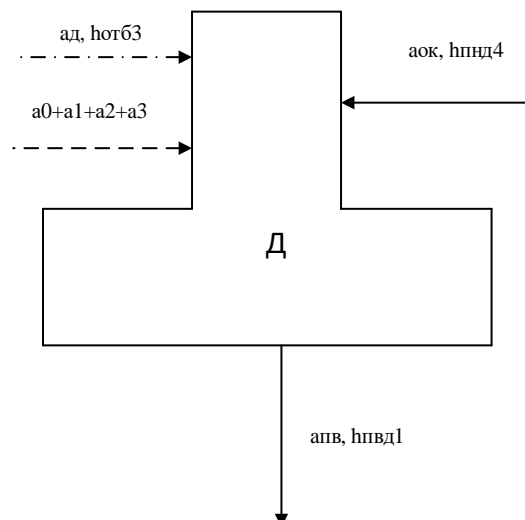 ад, hотб3
аок, hпнд4
а0+а1+а2+а3
Д
апв, hпвд1